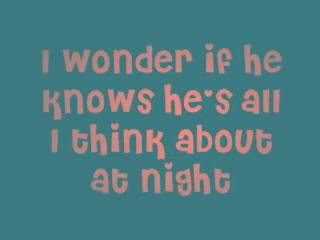 I wonder if he
knows he's all
I think about
at night